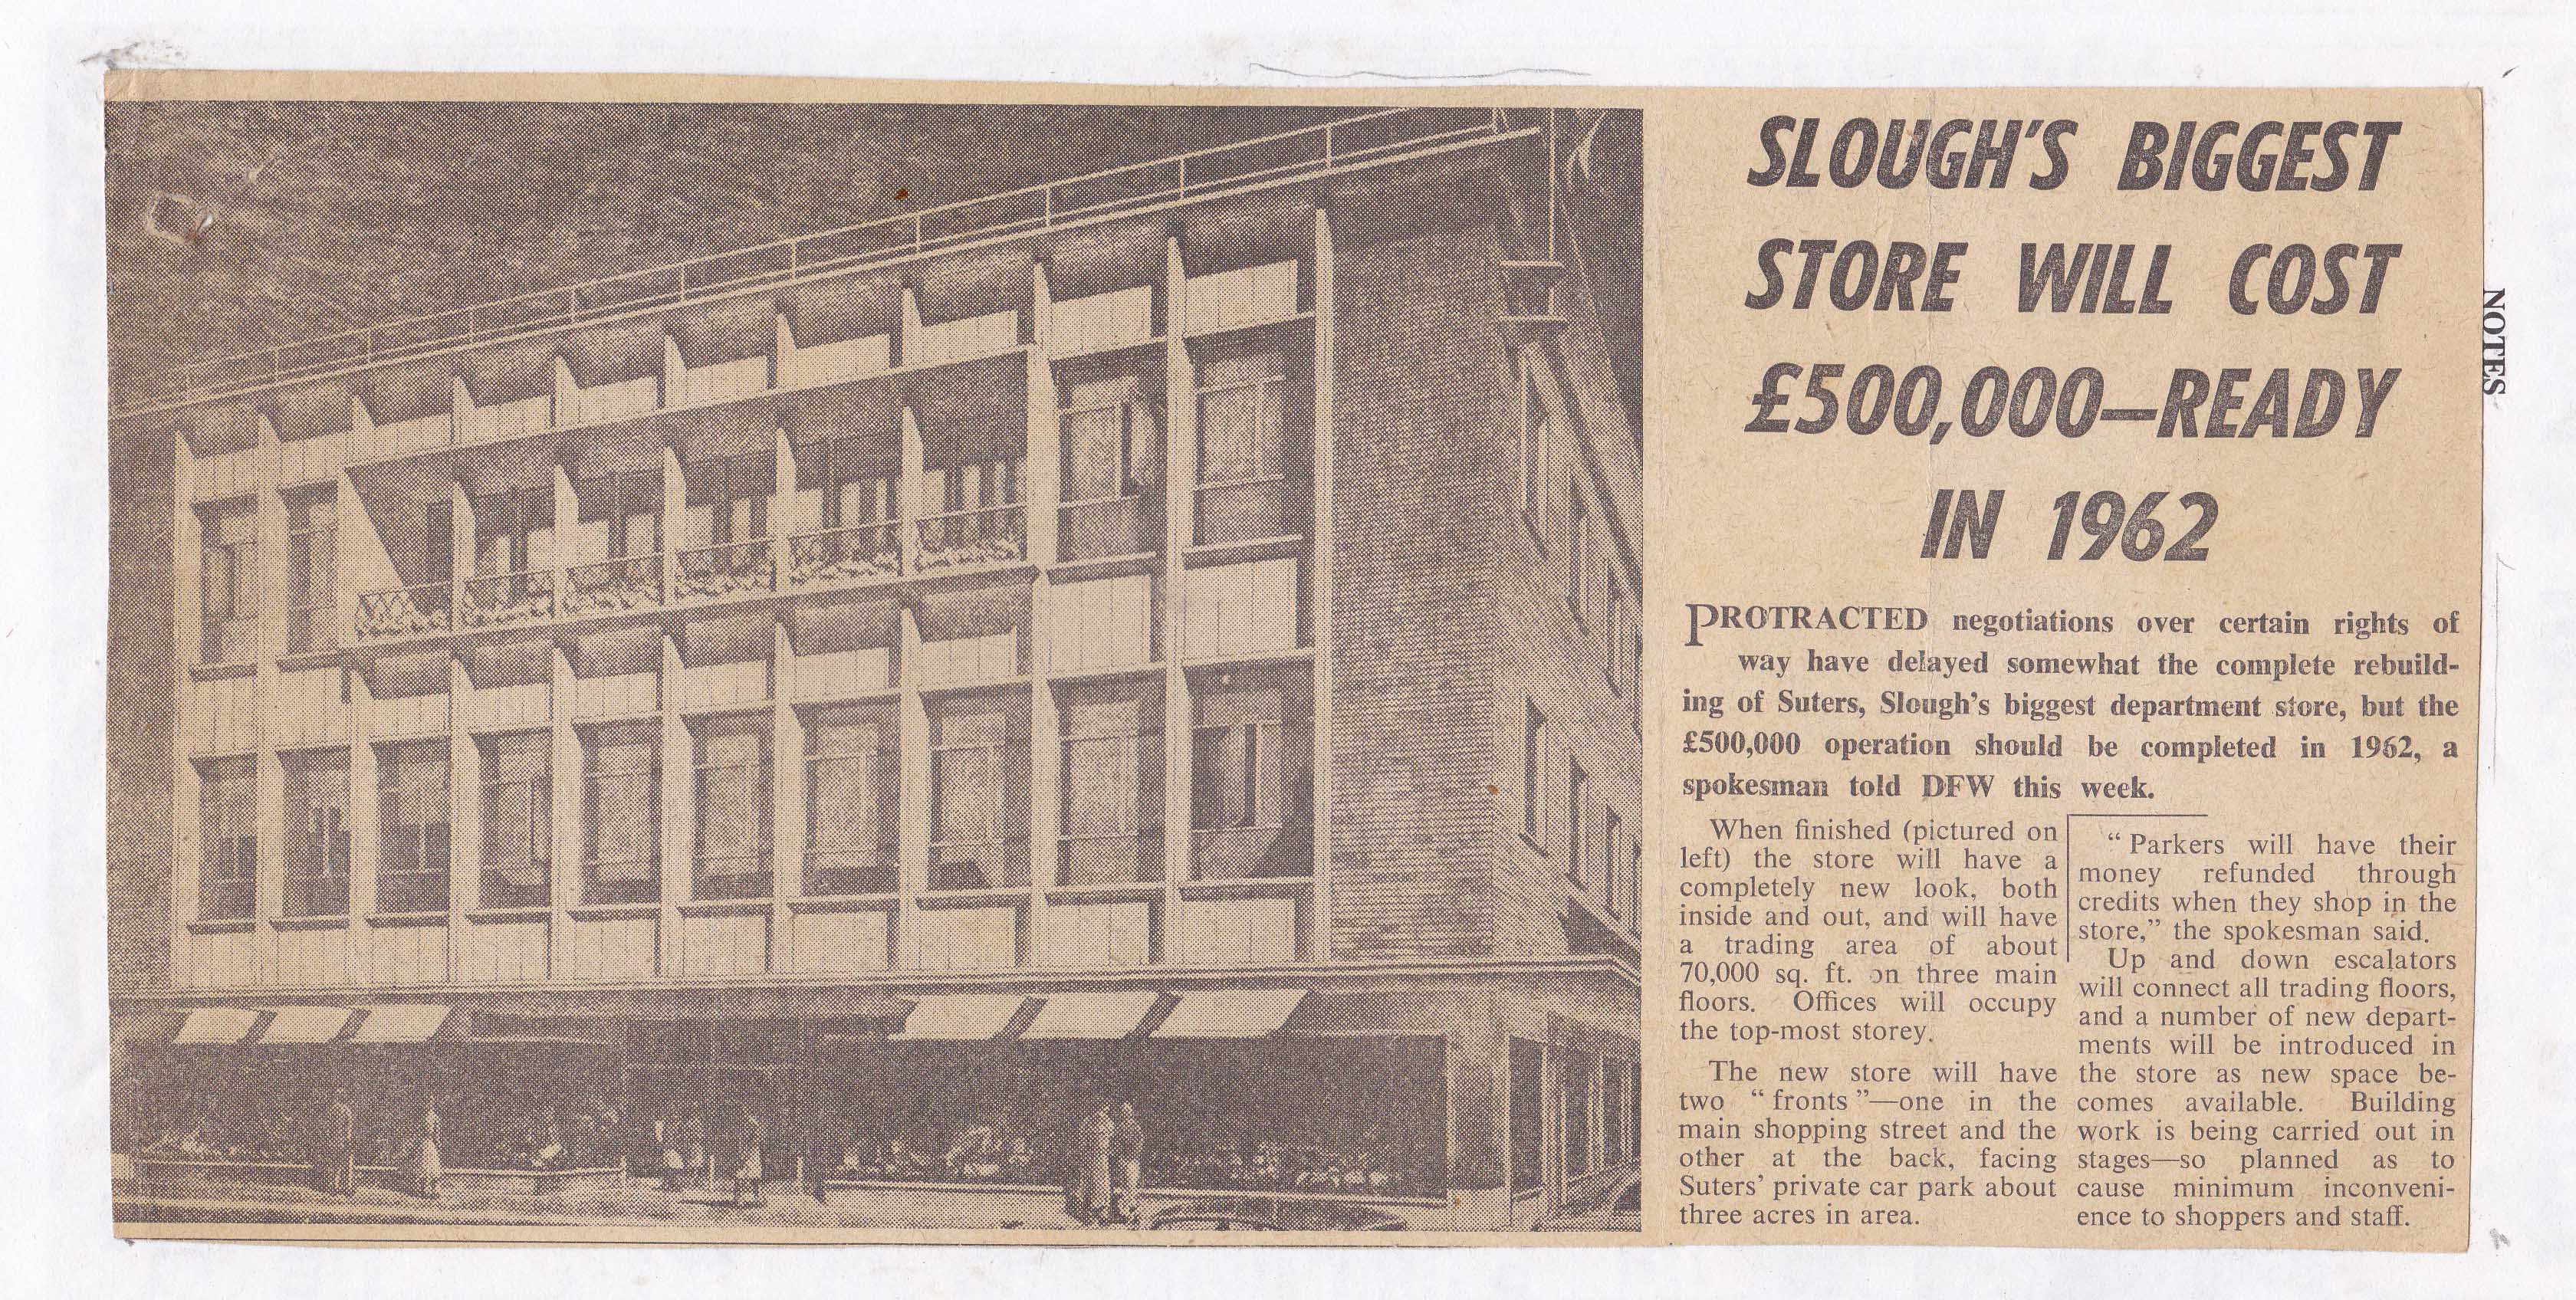 SLOUGH'S BIGGEST
STORE WILL COST
£500,000—READY
IN 1962
PROTRACTED negotiations over certain rights of
way have delayed somewhat the complete rebuild-
ing of Suters, Slough's biggest department store, but the
£500,000 operation should be completed in 1962, a
spokesman told DFW this week.
When finished (pictured on
left) the store will have a
completely new look, both
inside and out, and will have
a trading area of about
70,000 sq. ft. on three main
floors. Offices will occupy
the top-most storey.
The new store will have
two "fronts"—one in the
main shopping street and the
other at the back, facing
Suters' private car park about
three acres in area.
"Parkers will have their
money refunded through
credits when they shop in the
store," the spokesman said.
Up and down escalators
will connect all trading floors,
and a number of new depart-
ments will be introduced in
the store as new space be-
comes available. Building
work is being carried out in
stages—so planned as to
cause minimum inconveni-
ence to shoppers and staff.
NOTES